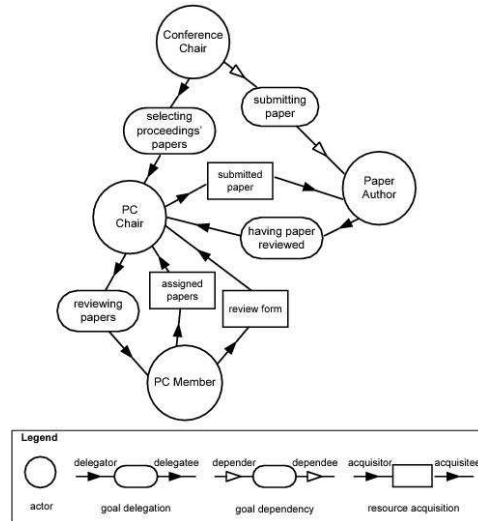 Conference
Chair
submitting
paper
selecting
proceedings'
papers
submitted
paper
Paper
Author
PC
Chair
having paper
reviewed
assigned
papers
reviewing
papers
review form
PC Member
Legend
delegator
delegatee
depender
dependee
acquisitor
acquisitee
actor
goal delegation
goal dependency
resource acquisition